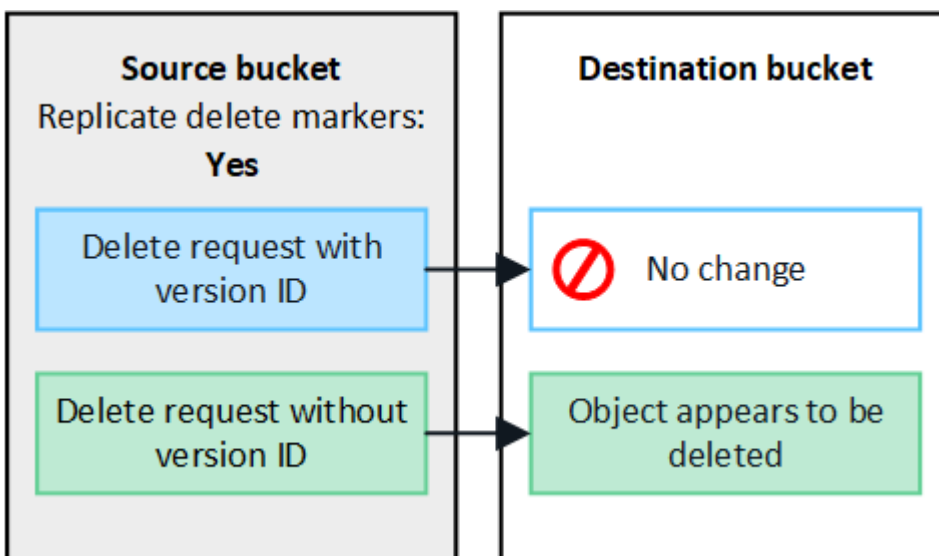 Source bucket
Replicate delete markers:
Yes
Delete request with
version ID
Delete request without
version ID
Destination bucket
No change
Object appears to be
deleted